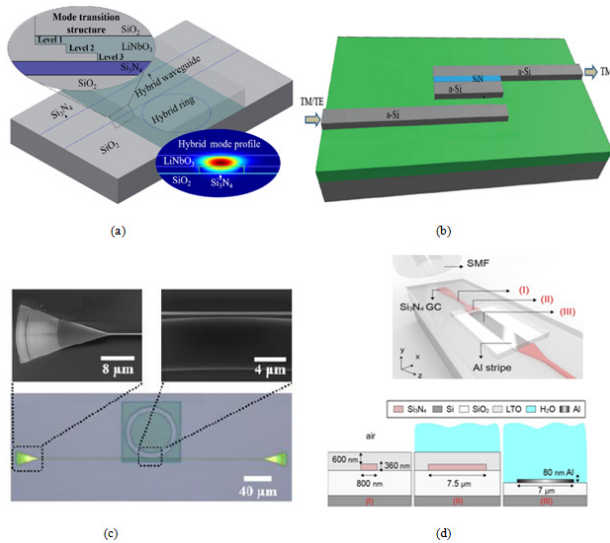 Mode transition
structure
SiO₂
Level 1
Level 2
LiNbO₃
Level 3
Si₃N₄
SiO₂
Hybrid waveguide
Si₃N₄
Hybrid ring
SiO₂
Hybrid mode profile
LiNbO₃
SiO₂
Si₃N₄
(a)
TM
a-Si
SiN
a-Si
TM/TE
a-Si
(b)
8 µm
4 µm
40 µm
(c)
SMF
(I)
(II)
(III)
Si₃N₄ GC
Al stripe
y
x
z
Si₃N₄ Si SiO₂ LTO H₂O Al
air
600 nm
360 nm
80 nm Al
800 nm
7.5 µm
7 µm
(I)
(II)
(III)
(d)